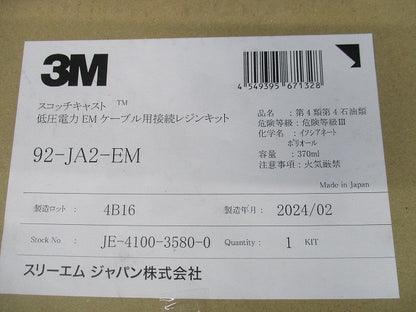 3M
4549395671328
スコッチキャスト ™
低圧電力 EM ケーブル用接続レジンキット
92-JA2-EM
品名 : 第4類第4石油類
危険等級 : 危険等級Ⅲ
化学名 : イソシアネート
ポリオール
容量 : 370ml
注意事項 : 火気厳禁
Made in Japan
製造ロット : 4B16 製造年月 : 2024/02
Stock No : JE-4100-3580-0 Quantity : 1 KIT
スリーエム ジャパン株式会社